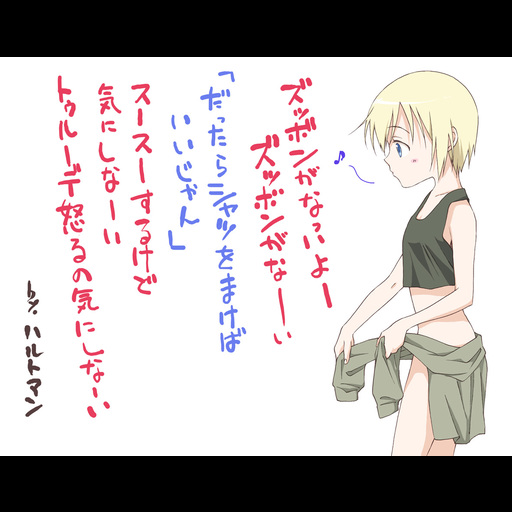 ズッボンがなっいよー
ズッボンがなーぃ
「だったらシャツをまけば
いいじゃん」
スースーするけど
気にしなーい
トゥルーデ怒るの気にしなーい
ハルトマン